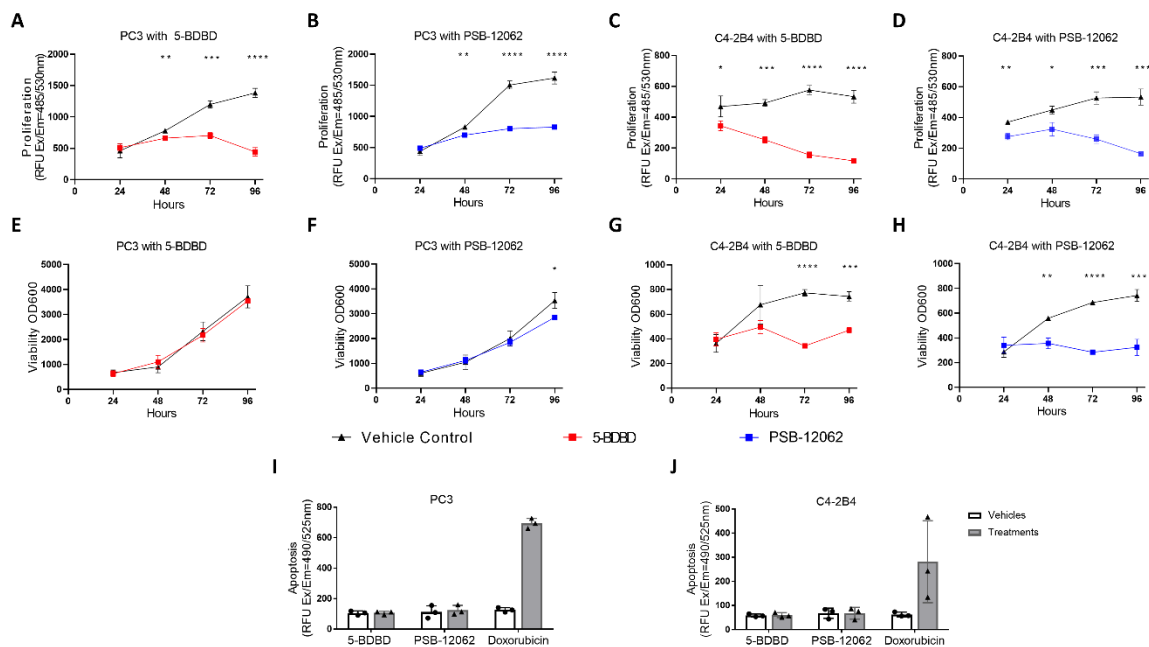 A
PC3 with 5-BDBD
Proliferation
(RFU Ex/Em=485/530nm)
2000
1500
1000
500
0
** *** ****
0 24 48 72 96
Hours
B
PC3 with PSB-12062
Proliferation
(RFU Ex/Em=485/530nm)
2000
1500
1000
500
0
** **** ****
0 24 48 72 96
Hours
C
C4-2B4 with 5-BDBD
Proliferation
(RFU Ex/Em=485/530nm)
800
600
400
200
0
* *** **** ****
0 24 48 72 96
Hours
D
C4-2B4 with PSB-12062
Proliferation
(RFU Ex/Em=485/530nm)
800
600
400
200
0
** * *** ***
0 24 48 72 96
Hours
E
PC3 with 5-BDBD
Viability OD600
5000
4000
3000
2000
1000
0
0 24 48 72 96
Hours
F
PC3 with PSB-12062
Viability OD600
5000
4000
3000
2000
1000
0
*
0 24 48 72 96
Hours
G
C4-2B4 with 5-BDBD
Viability OD600
1000
800
600
400
200
0
**** ***
0 24 48 72 96
Hours
H
C4-2B4 with PSB-12062
Viability OD600
1000
800
600
400
200
0
** **** ***
0 24 48 72 96
Hours
Vehicle Control 5-BDBD PSB-12062
I
PC3
Apoptosis
(RFU Ex/Em=490/525nm)
800
600
400
200
0
5-BDBD PSB-12062 Doxorubicin
J
C4-2B4
Apoptosis
(RFU Ex/Em=490/525nm)
500
400
300
200
100
0
5-BDBD PSB-12062 Doxorubicin
Vehicles
Treatments